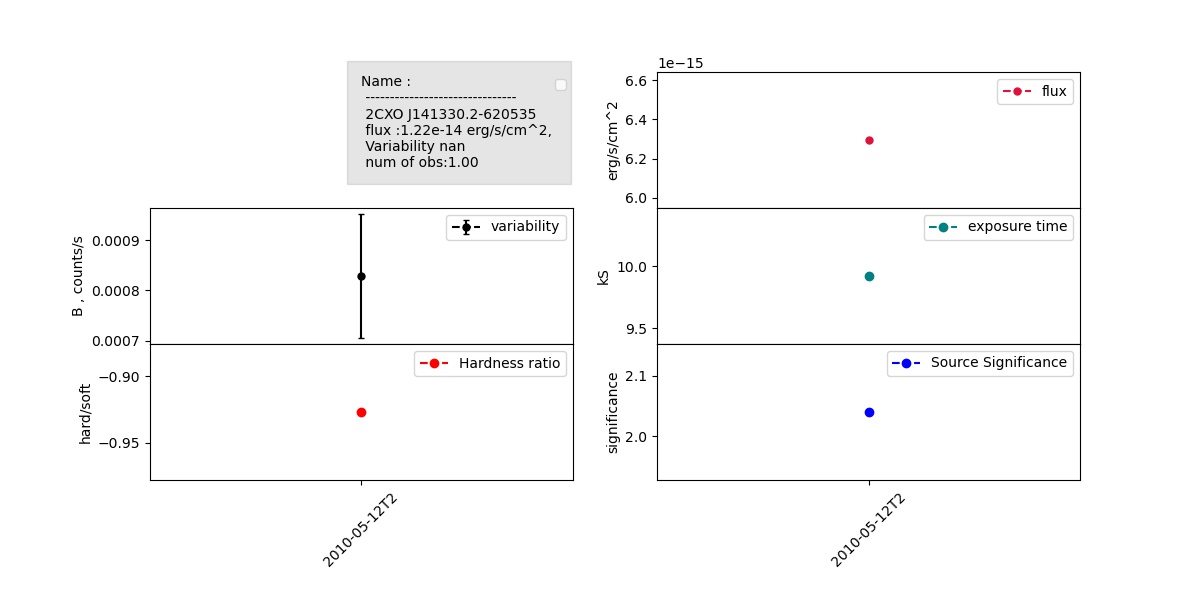 Name :
-------------------------------
2CXO J141330.2-620535
flux :1.22e-14 erg/s/cm^2,
Variability nan
num of obs:1.00
1e−15
6.6
6.4
6.2
6.0
erg/s/cm^2
flux
0.0009
0.0008
0.0007
B , counts/s
variability
10.0
9.5
kS
exposure time
−0.90
−0.95
hard/soft
Hardness ratio
2.1
2.0
significance
Source Significance
2010-05-12T2
2010-05-12T2